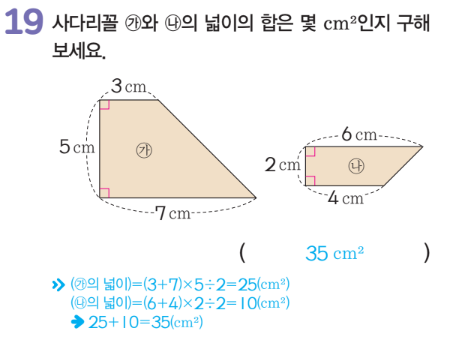 19 사다리꼴 ㉮와 ㉯의 넓이의 합은 몇 cm²인지 구해
보세요.
3 cm
5 cm
㉮
7 cm
6 cm
2 cm
㉯
4 cm
( 35 cm² )
» (㉮의 넓이)=(3+7)×5÷2=25(cm²)
(㉯의 넓이)=(6+4)×2÷2=10(cm²)
➔ 25+10=35(cm²)